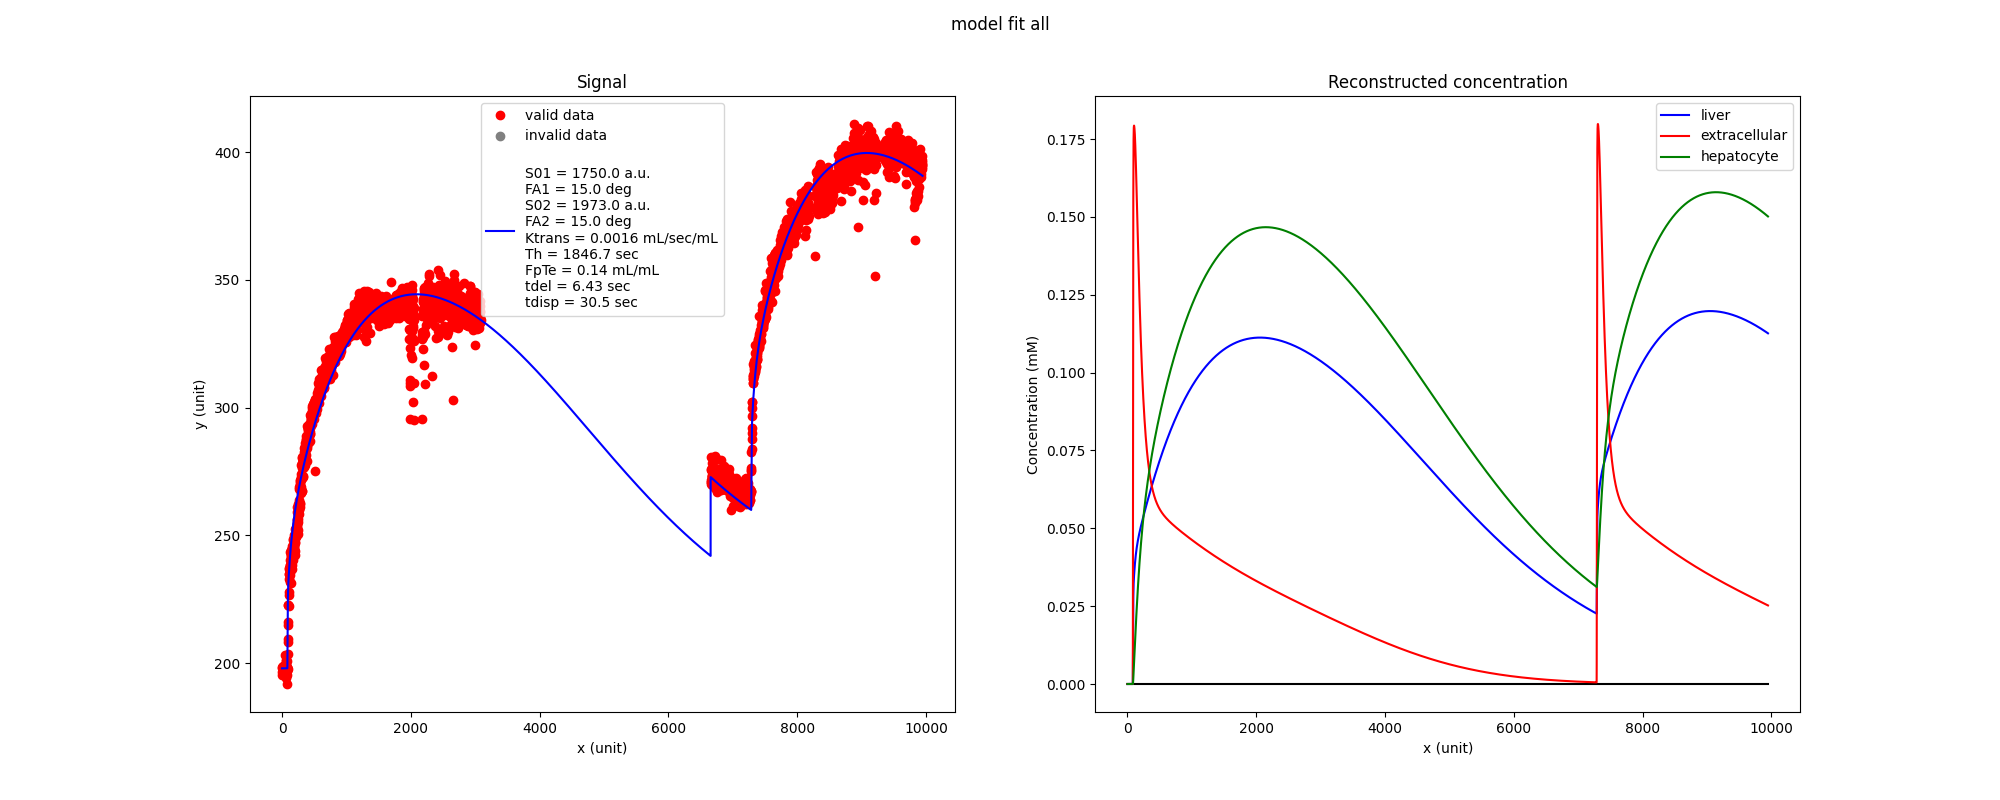 model fit all
Signal
y (unit)
400
350
300
250
200
0
2000
4000
6000
8000
10000
x (unit)
valid data
invalid data
S01 = 1750.0 a.u.
FA1 = 15.0 deg
S02 = 1973.0 a.u.
FA2 = 15.0 deg
Ktrans = 0.0016 mL/sec/mL
Th = 1846.7 sec
FpTe = 0.14 mL/mL
tdel = 6.43 sec
tdisp = 30.5 sec
Reconstructed concentration
Concentration (mM)
0.175
0.150
0.125
0.100
0.075
0.050
0.025
0.000
0
2000
4000
6000
8000
10000
x (unit)
liver
extracellular
hepatocyte